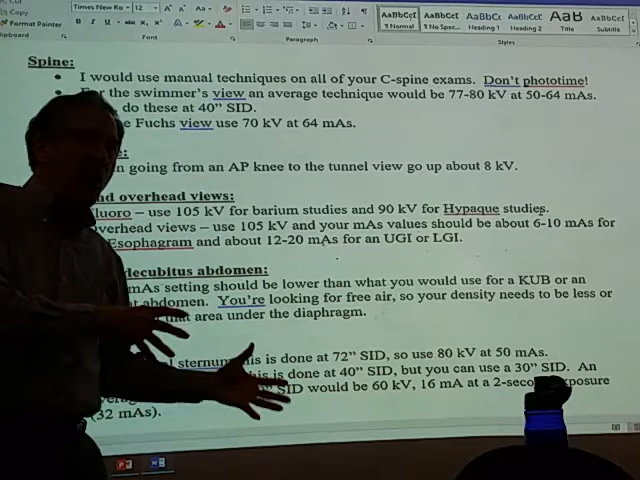 Copy
Format Painter
Times New Ro
12
Font
Paragraph
Styles
AaBbCcI
AaBbCcI
AaBbCc
AaBbCcI
AaB
AaBbCcI
¶ Normal
¶ No Spac...
Heading 1
Heading 2
Title
Subtitle
Spine:
I would use manual techniques on all of your C-spine exams. Don't phototime!
For the swimmer's view an average technique would be 77-80 kV at 50-64 mAs.
do these at 40” SID.
Fuchs view use 70 kV at 64 mAs.
going from an AP knee to the tunnel view go up about 8 kV.
overhead views:
Fluoro – use 105 kV for barium studies and 90 kV for Hypaque studies.
verhead views – use 105 kV and your mAs values should be about 6-10 mAs for
Esophagram and about 12-20 mAs for an UGI or LGI.
decubitus abdomen:
mAs setting should be lower than what you would use for a KUB or an
abdomen. You're looking for free air, so your density needs to be less or
that area under the diaphragm.
sternum is is done at 72” SID, so use 80 kV at 50 mAs.
his is done at 40” SID, but you can use a 30” SID. An
SID would be 60 kV, 16 mA at a 2-seco posure
(32 mAs).